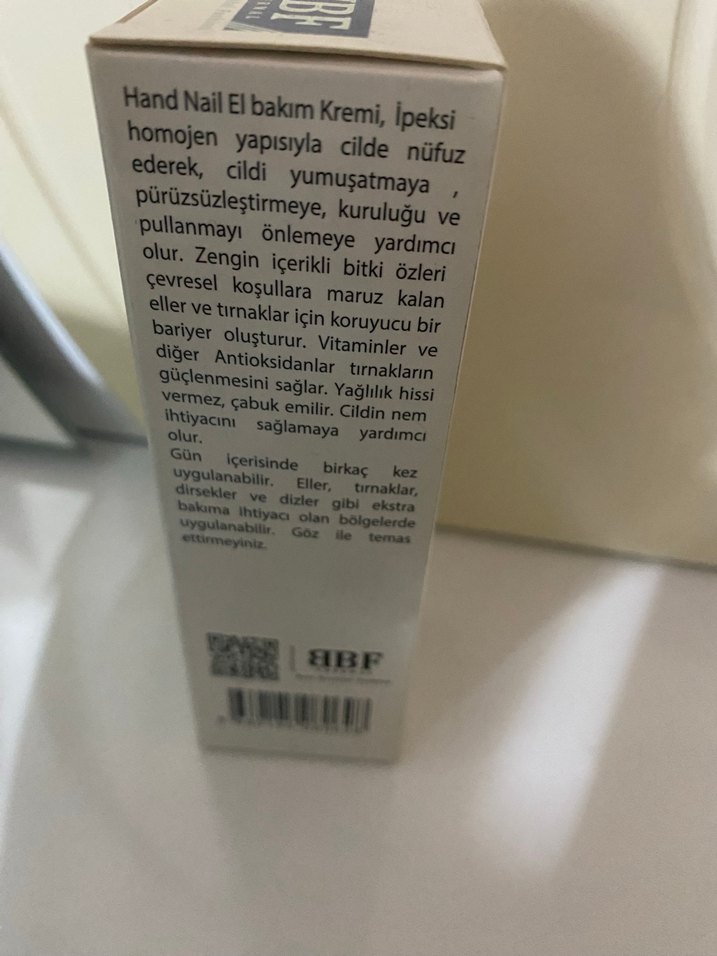 BBF
Hand Nail El bakım Kremi, İpeksi
homojen yapısıyla cilde nüfuz
ederek, cildi yumuşatmaya ,
pürüzsüzleştirmeye, kuruluğu ve
pullanmayı önlemeye yardımcı
olur. Zengin içerikli bitki özleri
çevresel koşullara maruz kalan
eller ve tırnaklar için koruyucu bir
bariyer oluşturur. Vitaminler ve
diğer Antioksidanlar tırnakların
güçlenmesini sağlar. Yağlılık hissi
vermez, çabuk emilir. Cildin nem
ihtiyacını sağlamaya yardımcı
olur.
Gün içerisinde birkaç kez
uygulanabilir. Eller, tırnaklar,
dirsekler ve dizler gibi ekstra
bakıma ihtiyacı olan bölgelerde
uygulanabilir. Göz ile temas
ettirmeyiniz.
BBF